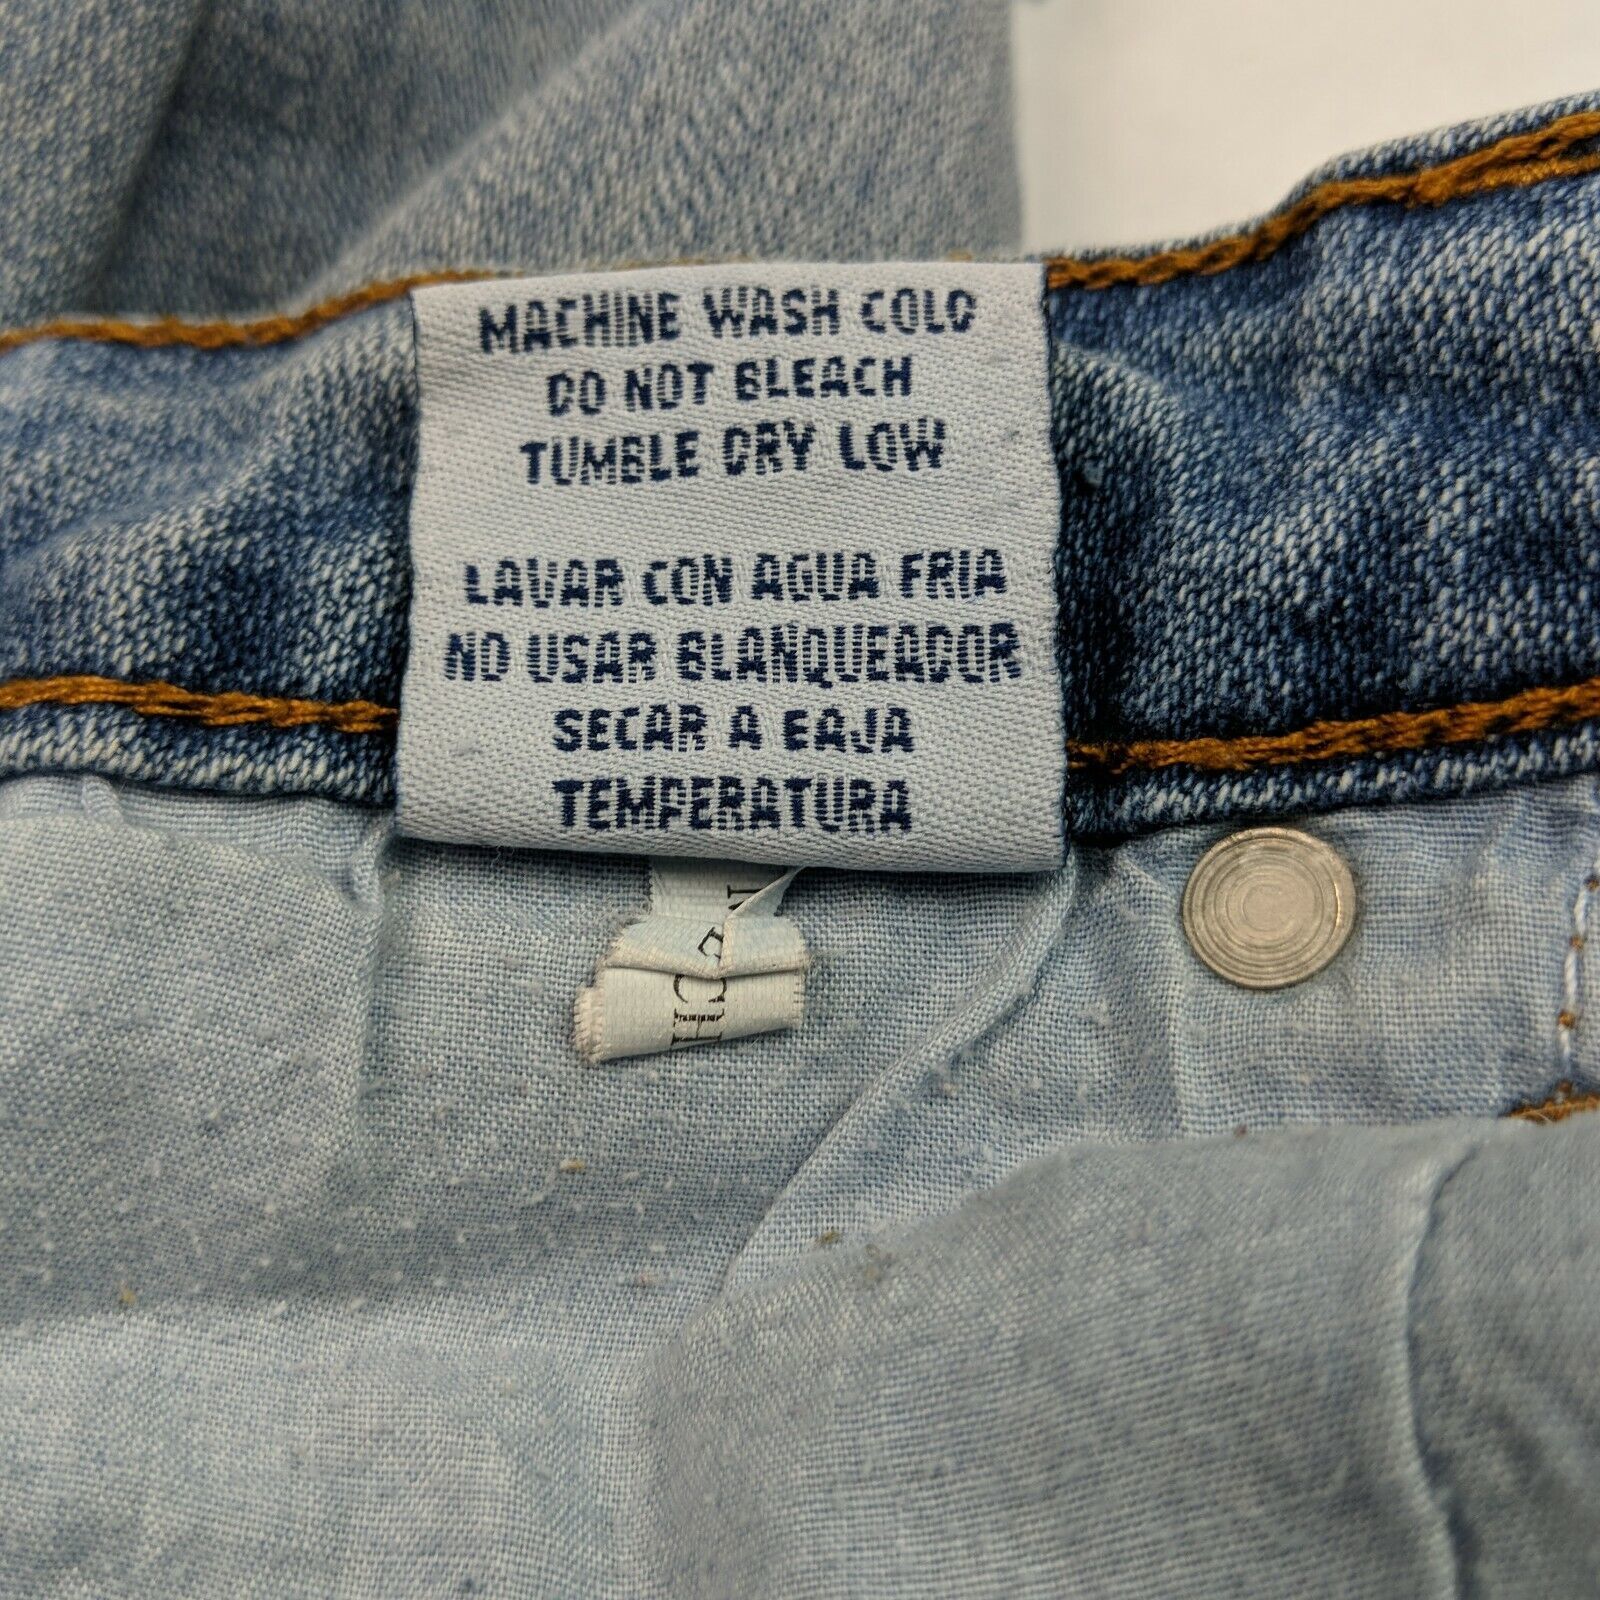 MACHINE WASH COLD
DO NOT BLEACH
TUMBLE DRY LOW
LAVAR CON AGUA FRIA
NO USAR BLANQUEADOR
SECAR A BAJA
TEMPERATURA